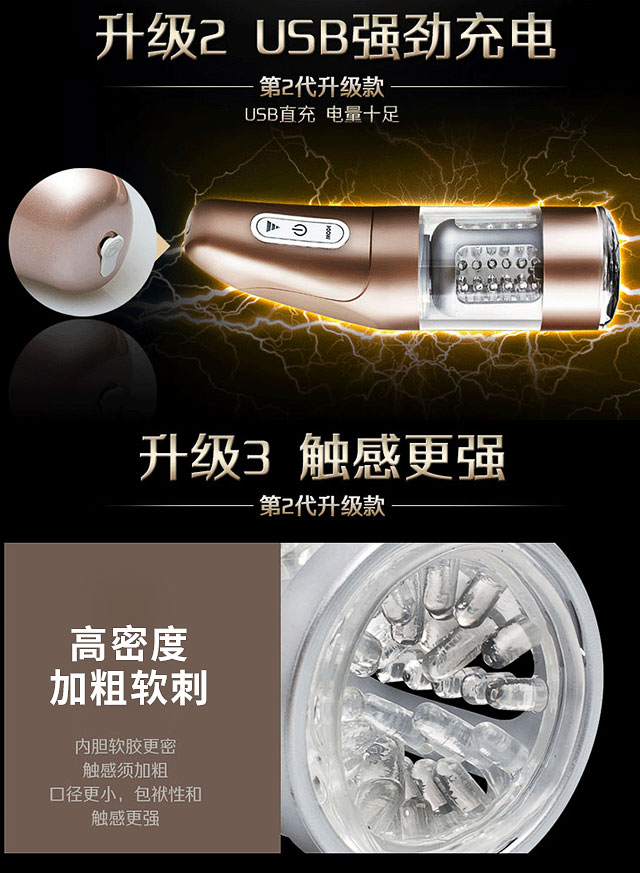 升级2 USB强劲充电
第2代升级款
USB直充 电量十足
MOOH
升级3 触感更强
第2代升级款
高密度
加粗软刺
内胆软胶更密
触感须加粗
口径更小，包袱性和
触感更强